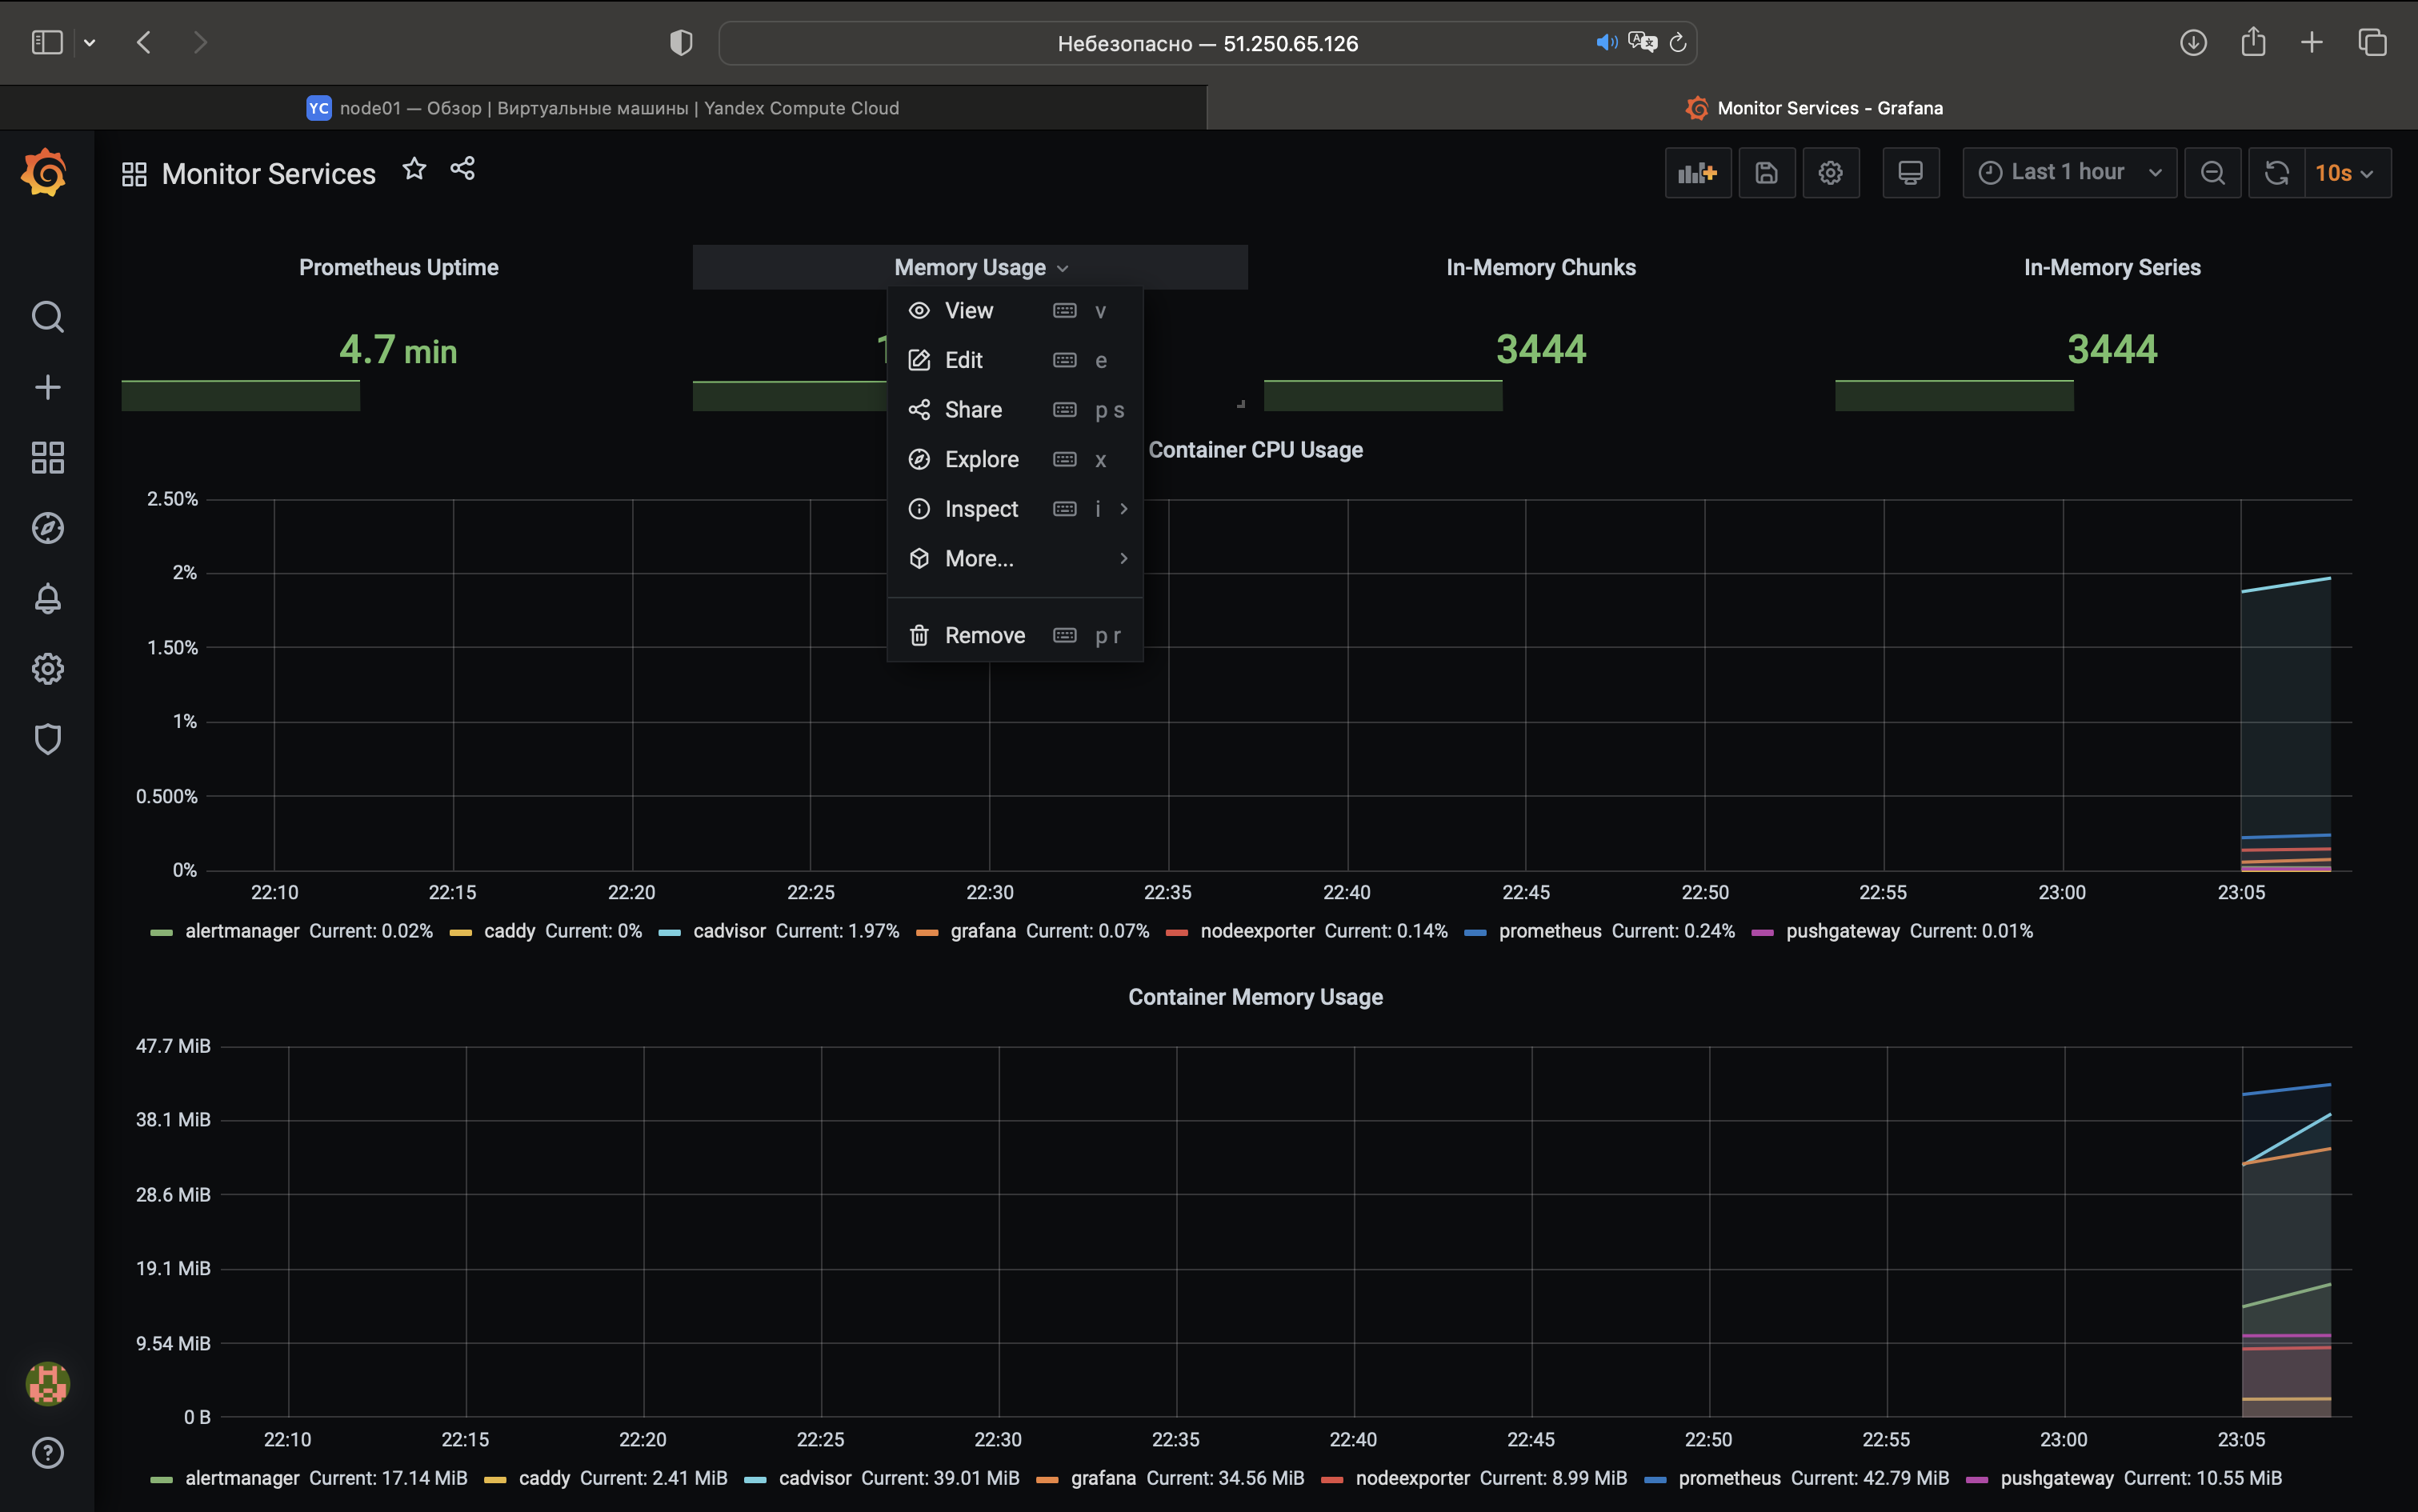 Небезопасно — 51.250.65.126
YC node01 — Обзор | Виртуальные машины | Yandex Compute Cloud
Monitor Services - Grafana
Monitor Services
Last 1 hour
10s
Prometheus Uptime
Memory Usage
In-Memory Chunks
In-Memory Series
4.7 min
3444
3444
View v
Edit e
Share p s
Explore x
Inspect i
More...
Remove p r
Container CPU Usage
2.50%
2%
1.50%
1%
0.500%
0%
22:10 22:15 22:20 22:25 22:30 22:35 22:40 22:45 22:50 22:55 23:00 23:05
alertmanager Current: 0.02% caddy Current: 0% cadvisor Current: 1.97% grafana Current: 0.07% nodeexporter Current: 0.14% prometheus Current: 0.24% pushgateway Current: 0.01%
Container Memory Usage
47.7 MiB
38.1 MiB
28.6 MiB
19.1 MiB
9.54 MiB
0 B
22:10 22:15 22:20 22:25 22:30 22:35 22:40 22:45 22:50 22:55 23:00 23:05
alertmanager Current: 17.14 MiB caddy Current: 2.41 MiB cadvisor Current: 39.01 MiB grafana Current: 34.56 MiB nodeexporter Current: 8.99 MiB prometheus Current: 42.79 MiB pushgateway Current: 10.55 MiB